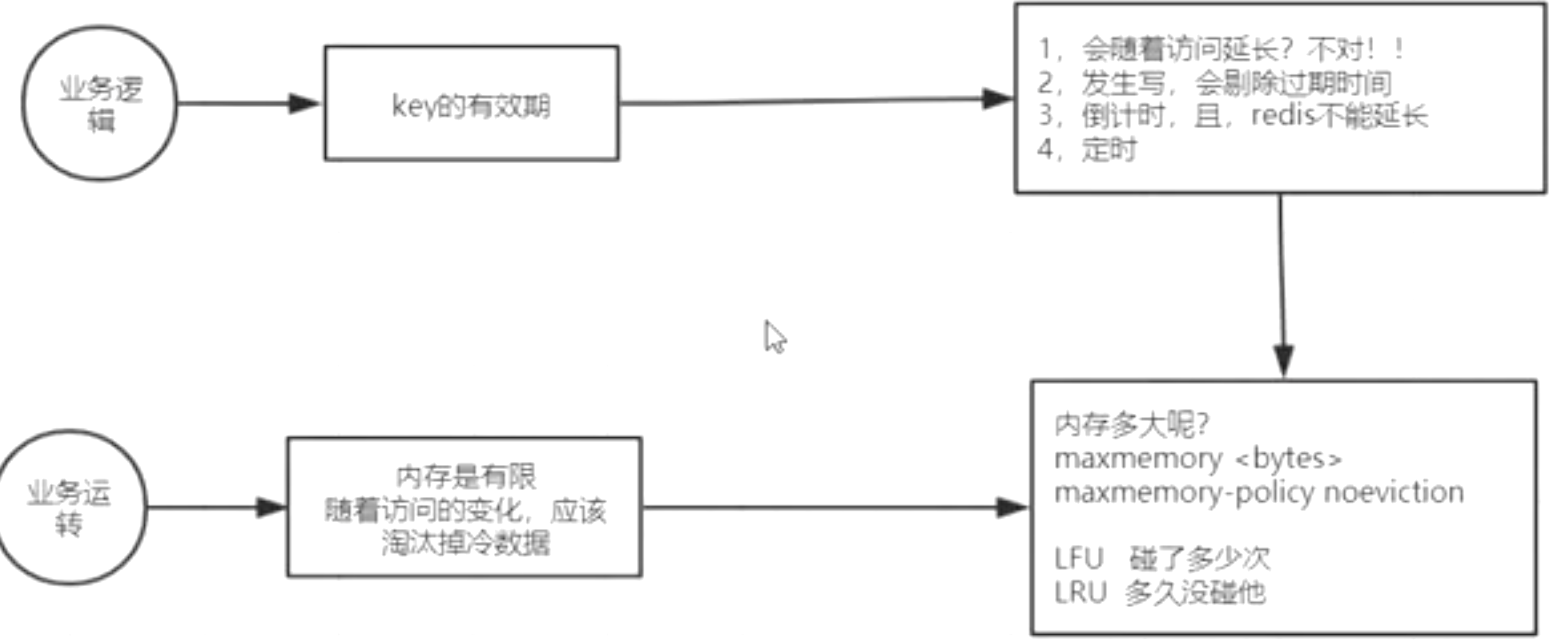 业务逻
辑
key的有效期
1，会随着访问延长？不对！！
2，发生写，会剔除过期时间
3，倒计时，且，redis不能延长
4，定时
业务运
转
内存是有限
随着访问的变化，应该
淘汰掉冷数据
内存多大呢？
maxmemory <bytes>
maxmemory-policy noeviction
LFU 碰了多少次
LRU 多久没碰他